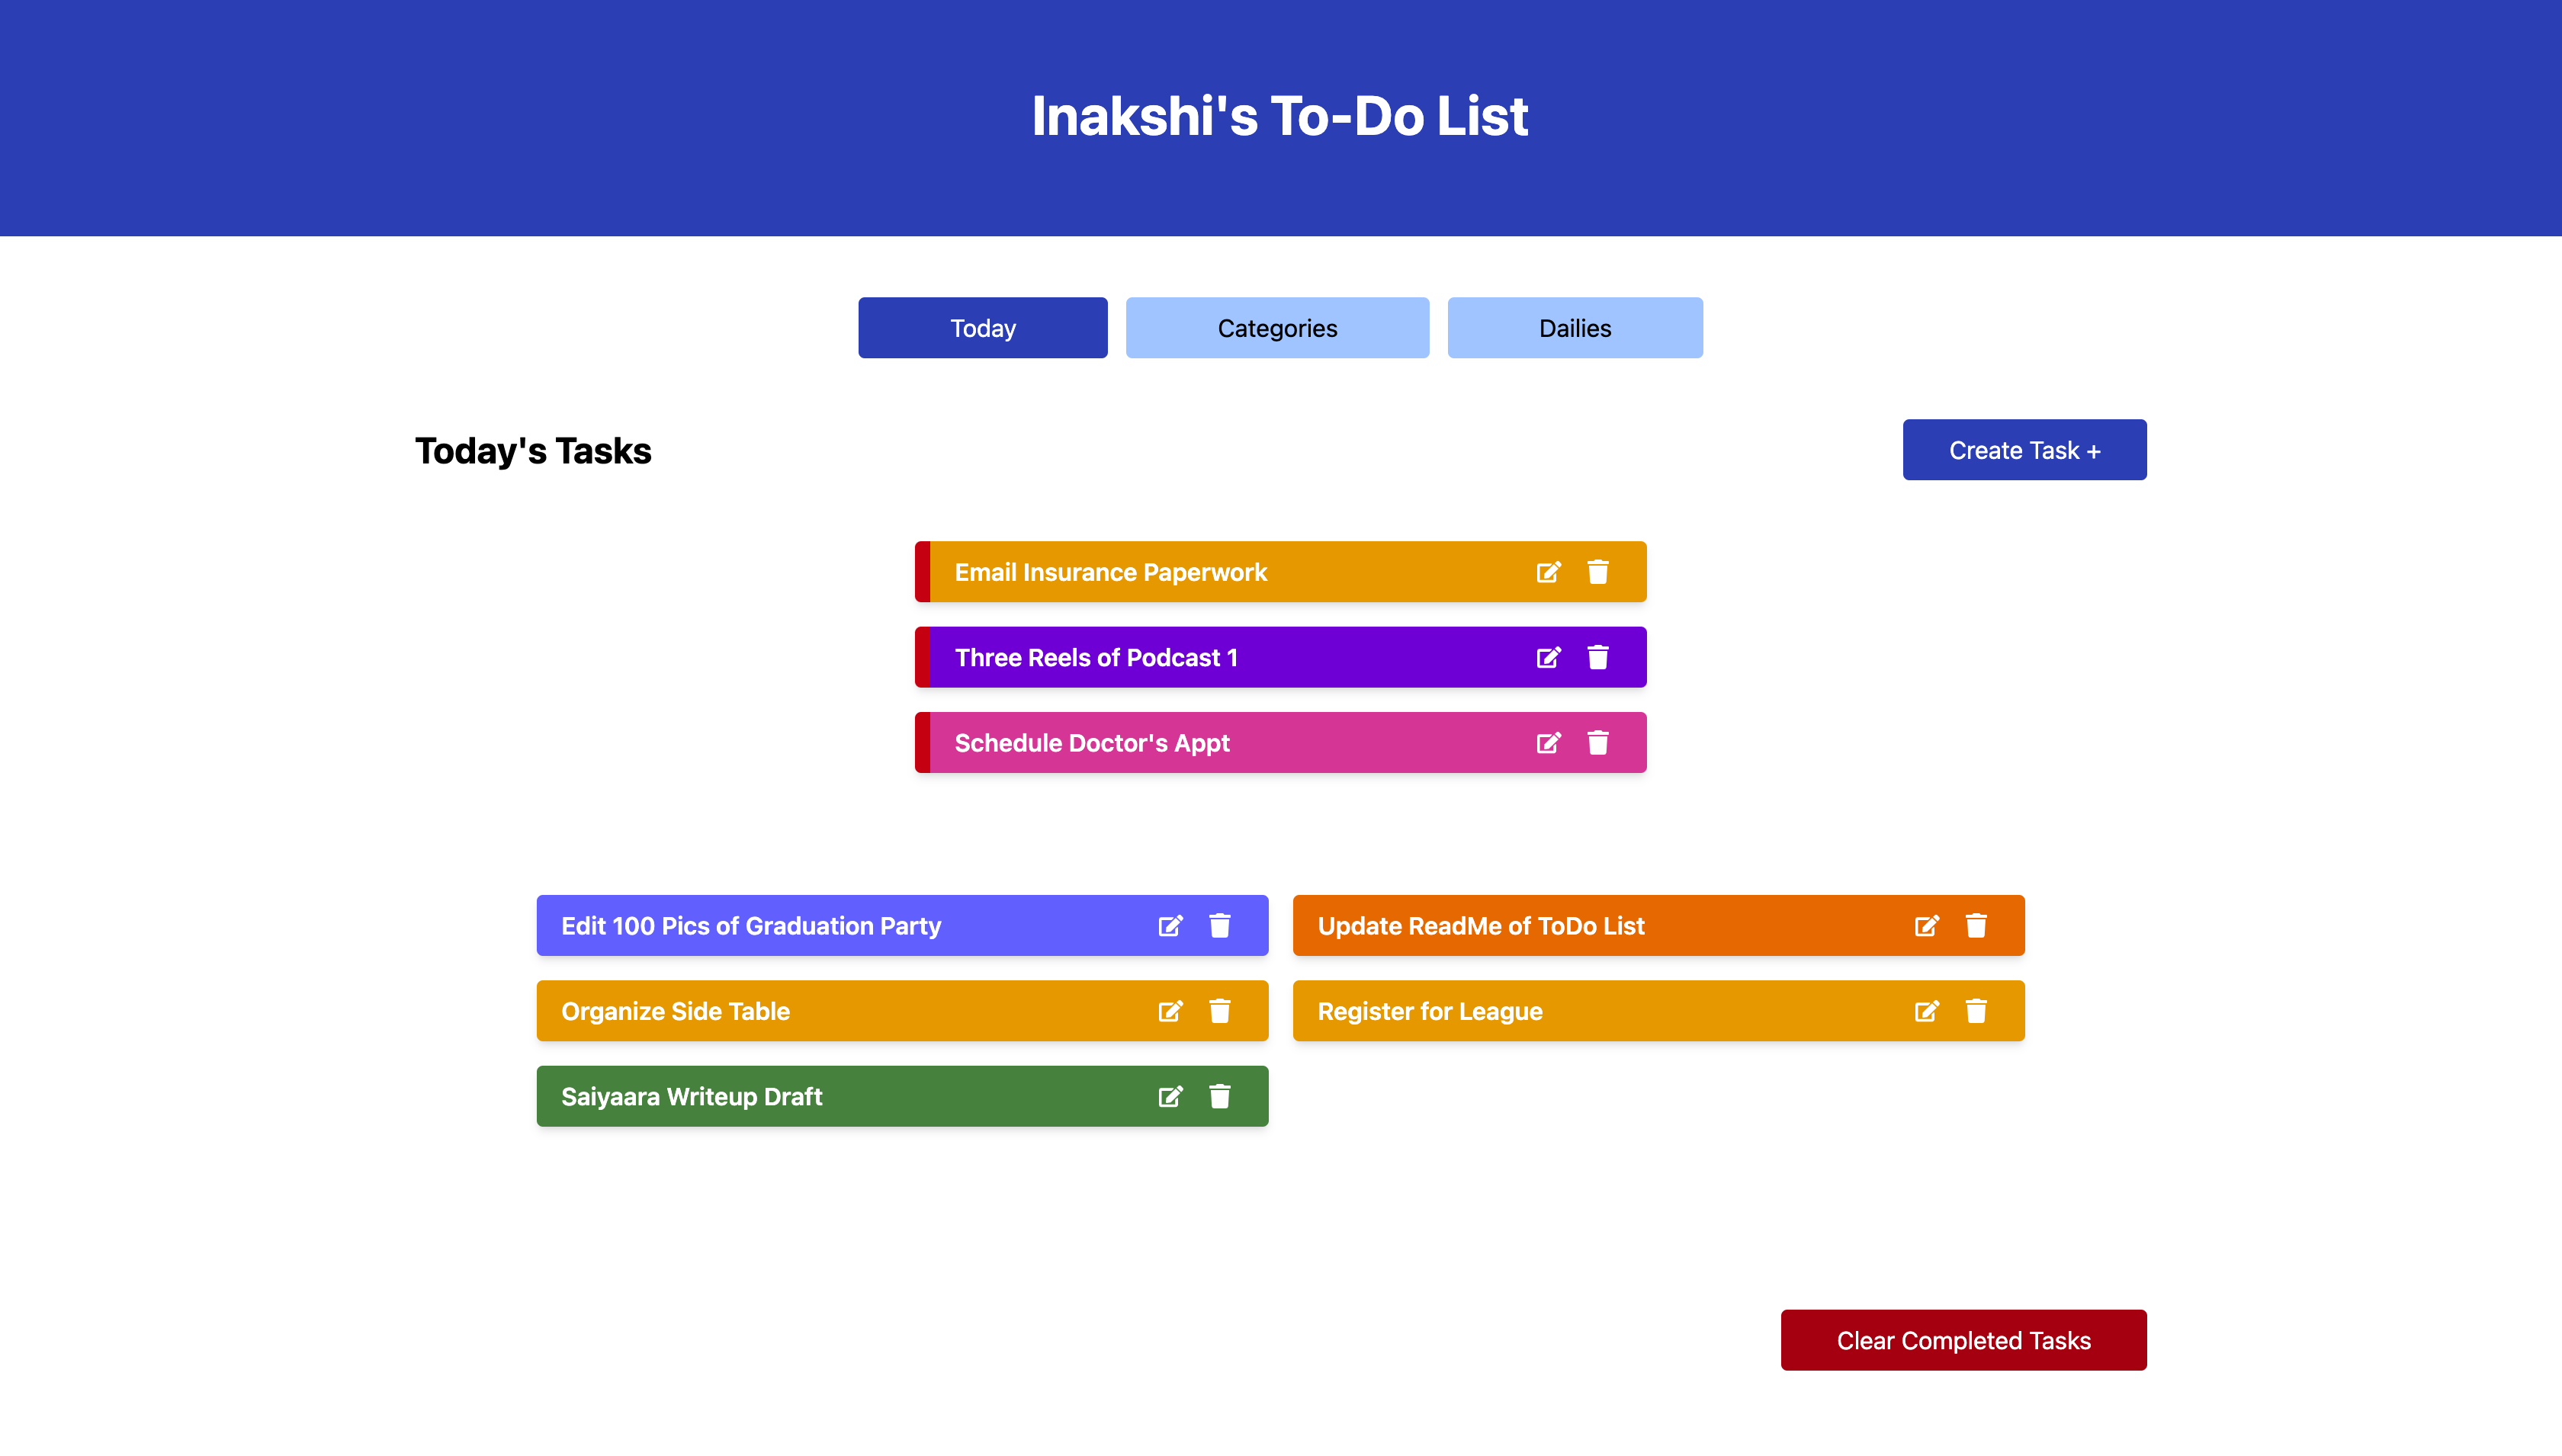 Inakshi's To-Do List
Today
Categories
Dailies
Today's Tasks
Create Task +
Email Insurance Paperwork
Three Reels of Podcast 1
Schedule Doctor's Appt
Edit 100 Pics of Graduation Party
Update ReadMe of ToDo List
Organize Side Table
Register for League
Saiyaara Writeup Draft
Clear Completed Tasks